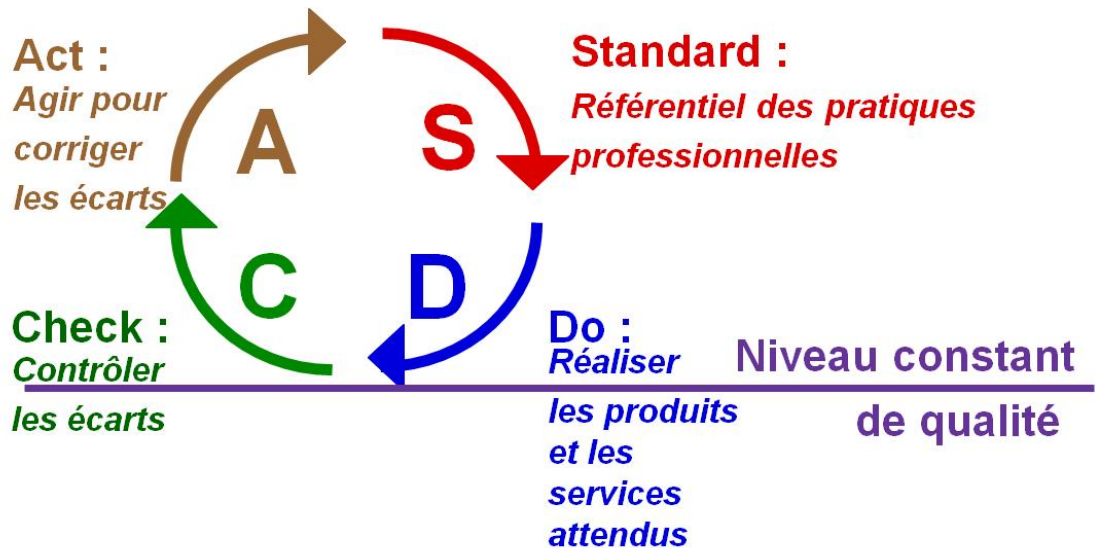 Act :
Agir pour
corriger
les écarts
A
S
Standard :
Référentiel des pratiques
professionnelles
C
D
Check :
Contrôler
les écarts
Do :
Réaliser
les produits
et les
services
attendus
Niveau constant
de qualité